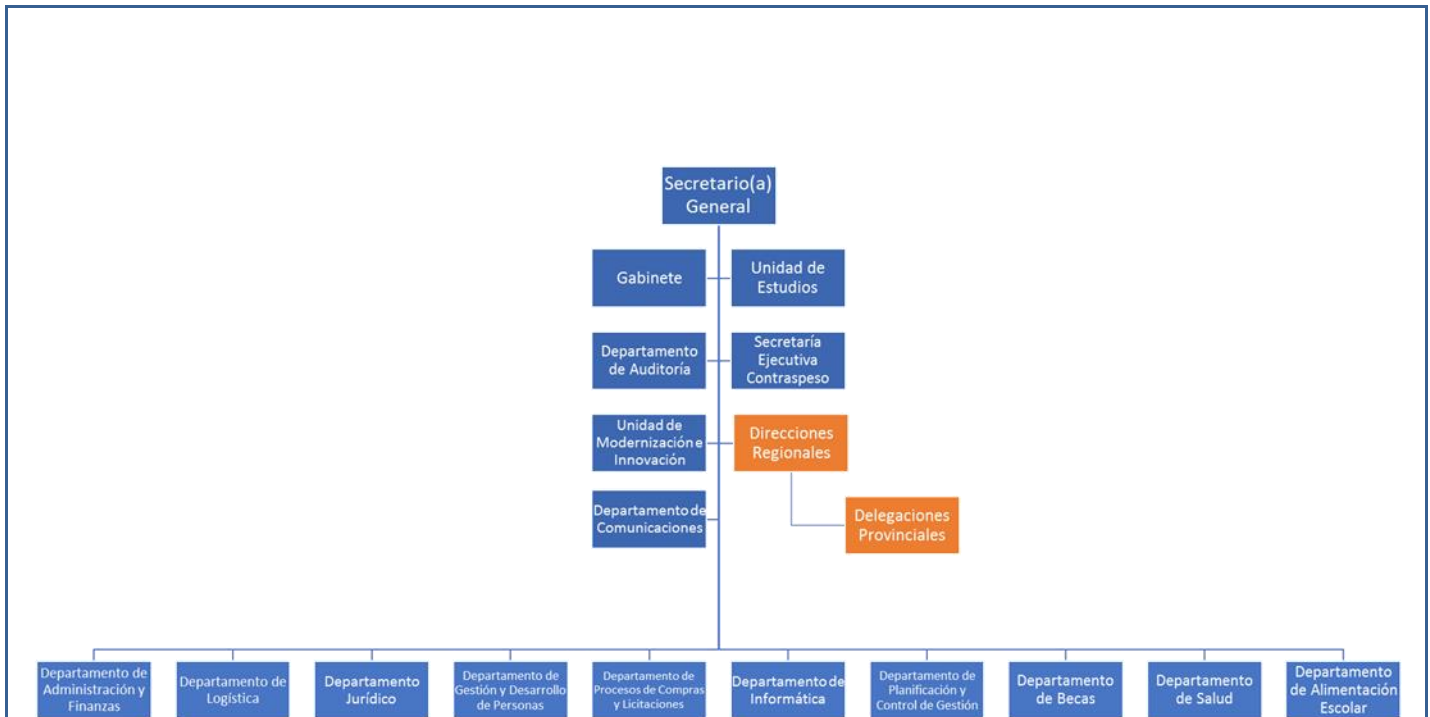 Secretario(a)
General
Gabinete
Unidad de
Estudios
Departamento
de Auditoría
Secretaría
Ejecutiva
Contraspeso
Unidad de
Modernización e
Innovación
Direcciones
Regionales
Departamento de
Comunicaciones
Delegaciones
Provinciales
Departamento de
Administración y
Finanzas
Departamento de
Logística
Departamento
Jurídico
Departamento de
Gestión y Desarrollo
de Personas
Departamento de
Procesos de Compras
y Licitaciones
Departamento de
Informática
Departamento de
Planificación y
Control de Gestión
Departamento
de Becas
Departamento
de Salud
Departamento
de Alimentación
Escolar